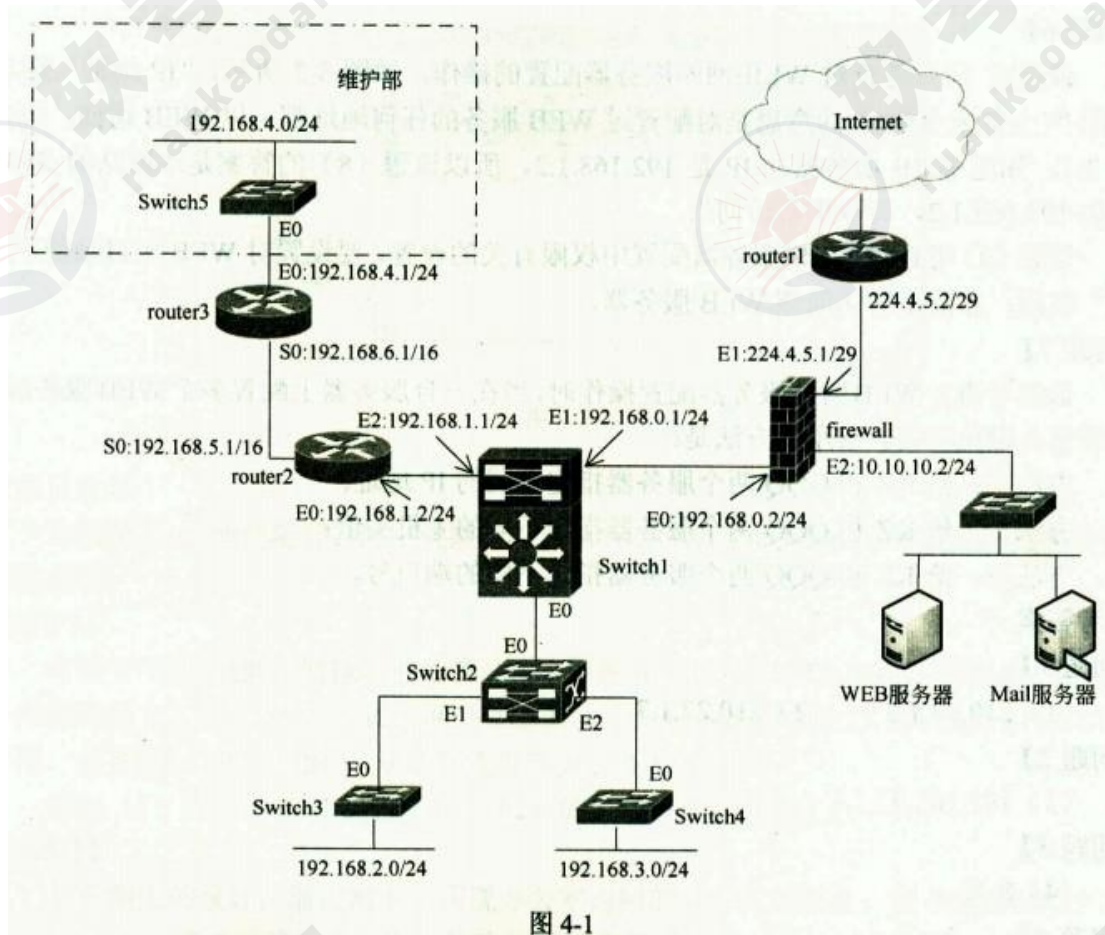 维护部
192.168.4.0/24
Switch5
E0
E0:192.168.4.1/24
router3
S0:192.168.6.1/16
S0:192.168.5.1/16
router2
E2:192.168.1.1/24
E0:192.168.1.2/24
E1:192.168.0.1/24
Internet
router1
224.4.5.2/29
E1:224.4.5.1/29
firewall
E2:10.10.10.2/24
E0:192.168.0.2/24
Switch1
E0
E0
Switch2
E1
E2
E0
Switch3
192.168.2.0/24
E0
Switch4
192.168.3.0/24
WEB服务器
Mail服务器
图 4-1
软考
ruankaodaren